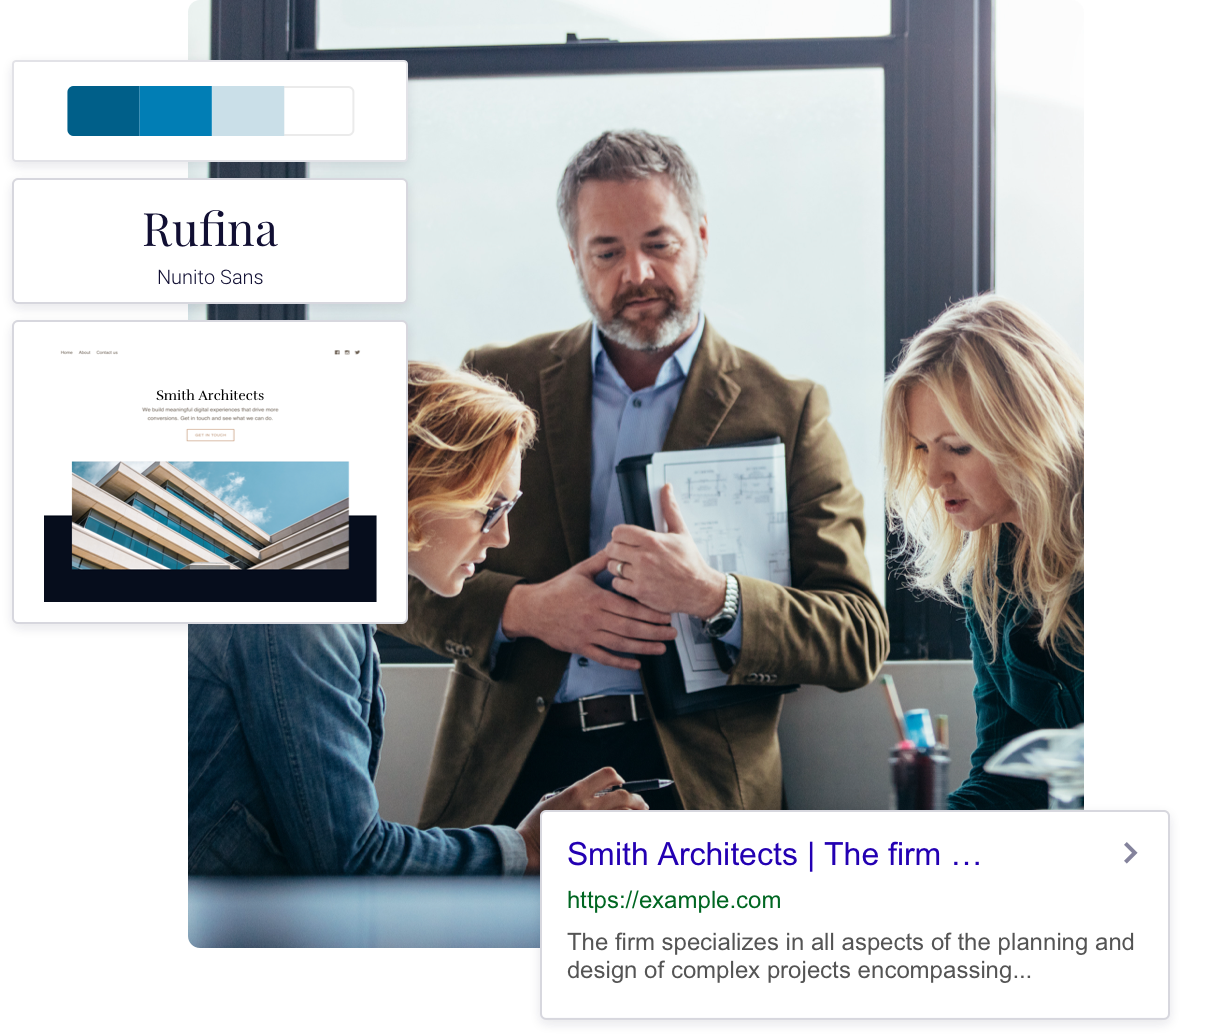 Rufina
Nunito Sans
Home About Contact us
Smith Architects
We build meaningful digital experiences that drive more
conversions. Get in touch and see what we can do.
GET IN TOUCH
Smith Architects | The firm …
https://example.com
The firm specializes in all aspects of the planning and
design of complex projects encompassing...